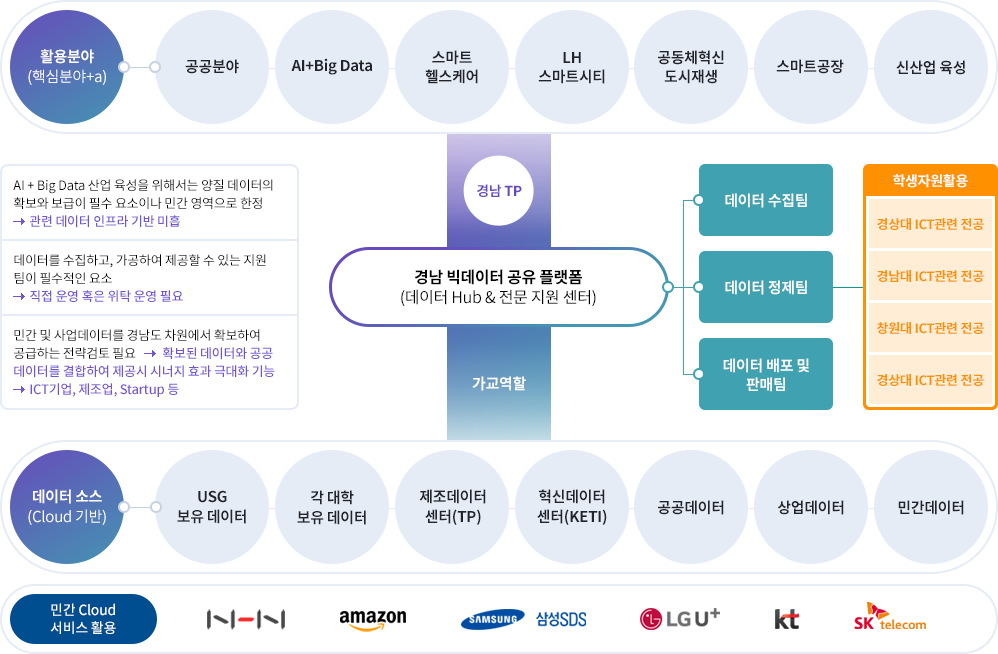 활용분야
(핵심분야+a)
공공분야
AI+Big Data
스마트
헬스케어
LH
스마트시티
공동체혁신
도시재생
스마트공장
신산업 육성
AI + Big Data 산업 육성을 위해서는 양질 데이터의
확보와 보급이 필수 요소이나 민간 영역으로 한정
→ 관련 데이터 인프라 기반 미흡
데이터를 수집하고, 가공하여 제공할 수 있는 지원
팀이 필수적인 요소
→ 직접 운영 혹은 위탁 운영 필요
민간 및 사업데이터를 경남도 차원에서 확보하여
공급하는 전략검토 필요 → 확보된 데이터와 공공
데이터를 결합하여 제공시 시너지 효과 극대화 기능
→ ICT기업, 제조업, Startup 등
경남 TP
경남 빅데이터 공유 플랫폼
(데이터 Hub & 전문 지원 센터)
가교역할
데이터 수집팀
데이터 정제팀
데이터 배포 및
판매팀
학생자원활용
경상대 ICT관련 전공
경남대 ICT관련 전공
창원대 ICT관련 전공
경상대 ICT관련 전공
데이터 소스
(Cloud 기반)
USG
보유 데이터
각 대학
보유 데이터
제조데이터
센터(TP)
혁신데이터
센터(KETI)
공공데이터
상업데이터
민간데이터
민간 Cloud
서비스 활용
NHN
amazon
SAMSUNG 삼성SDS
LG U+
kt
SK telecom